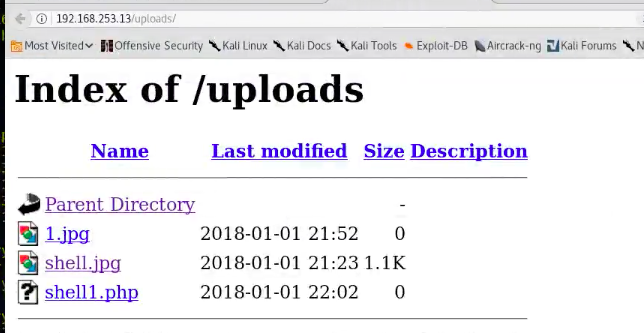 192.168.253.13/uploads/
Most Visited Offensive Security Kali Linux Kali Docs Kali Tools Exploit-DB Aircrack-ng Kali Forums N
Index of /uploads
Name Last modified Size Description
Parent Directory -
1.jpg 2018-01-01 21:52 0
shell.jpg 2018-01-01 21:23 1.1K
shell1.php 2018-01-01 22:02 0